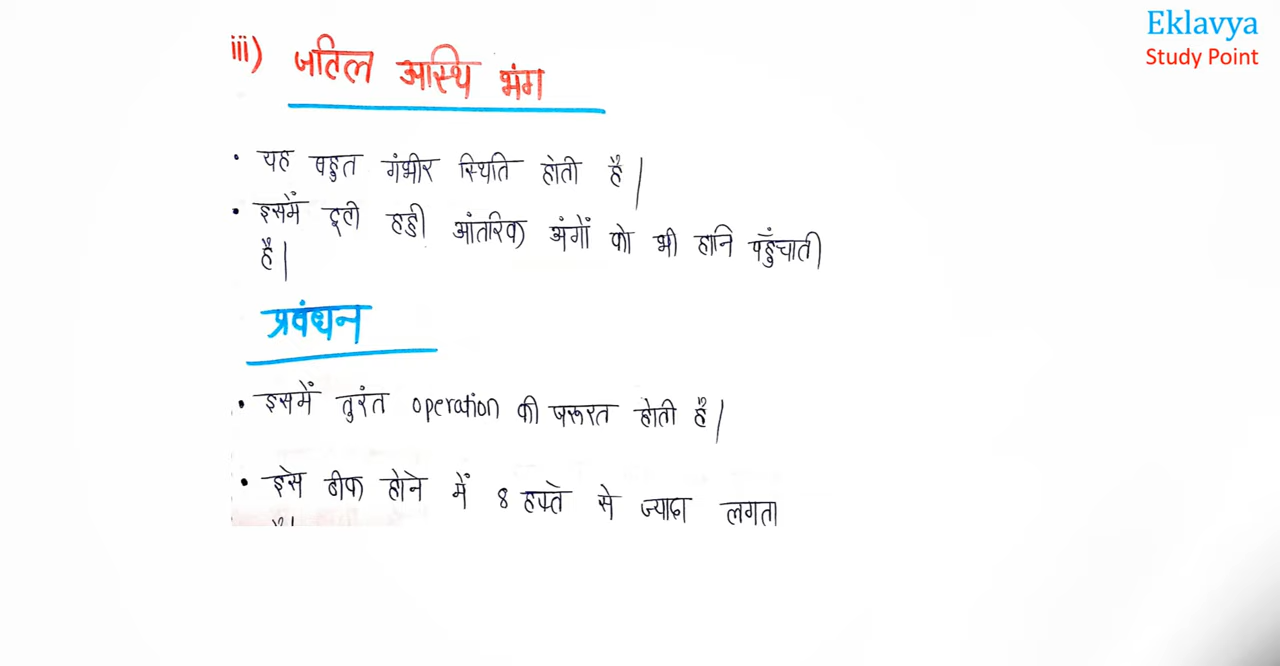 Eklavya
Study Point
iii) जटिल अस्थि भंग
• यह बहुत गंभीर स्थिति होती है।
• इसमें टूटी हड्डी आंतरिक अंगों को भी हानि पहुँचाती
है।
प्रबंधन
• इसमें तुरंत operation की जरूरत होती है।
• इसे ठीक होने में 8 हफ्ते से ज्यादा लगता